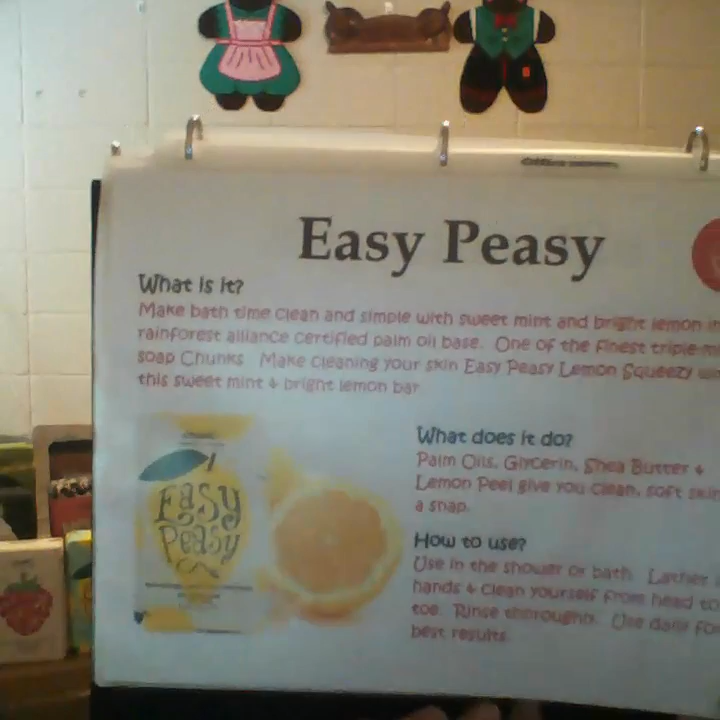 Easy Peasy
What is it?
Make bath time clean and simple with sweet mint and bright lemon
rainforest alliance certified palm oil base. One of the finest triple
soap Chunks Make cleaning your skin Easy Peasy Lemon Squeezy
this sweet mint & bright lemon bar
What does it do?
Palm Oils, Glycerin, Shea Butter &
Lemon Peel give you clean, soft skin
a snap.
EaSy
Peasy
How to use?
Use in the shower or bath. Lather
hands & Clean yourself from head to
toe. Rinse thoroughly. Use daily for
best results.